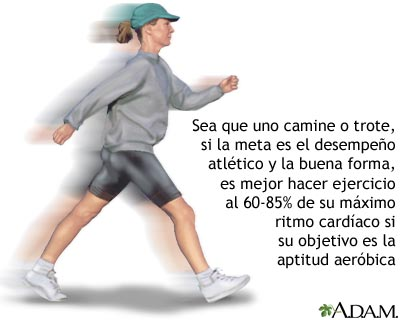 Sea que uno camine o trote,
si la meta es el desempeño
atlético y la buena forma,
es mejor hacer ejercicio
al 60-85% de su máximo
ritmo cardíaco si
su objetivo es la
aptitud aeróbica
A.D.A.M.